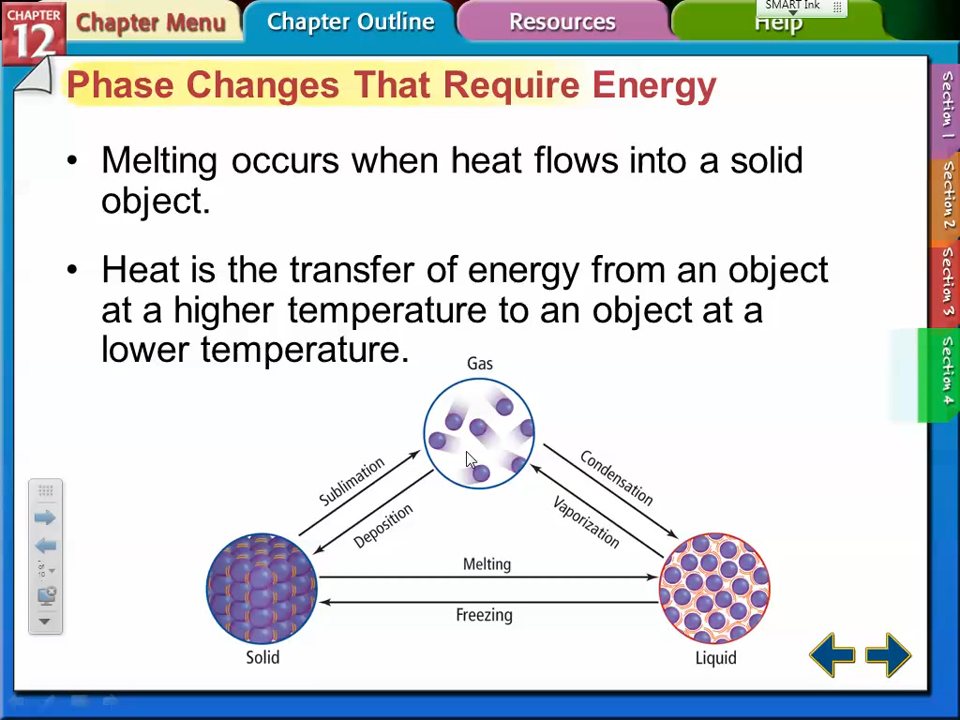 SMART Ink
CHAPTER
12
Chapter Menu
Chapter Outline
Resources
Help
Phase Changes That Require Energy
• Melting occurs when heat flows into a solid
object.
• Heat is the transfer of energy from an object
at a higher temperature to an object at a
lower temperature.
Gas
Sublimation
Deposition
Condensation
Vaporization
Melting
Freezing
Solid
Liquid
Section 1
Section 2
Section 3
Section 4